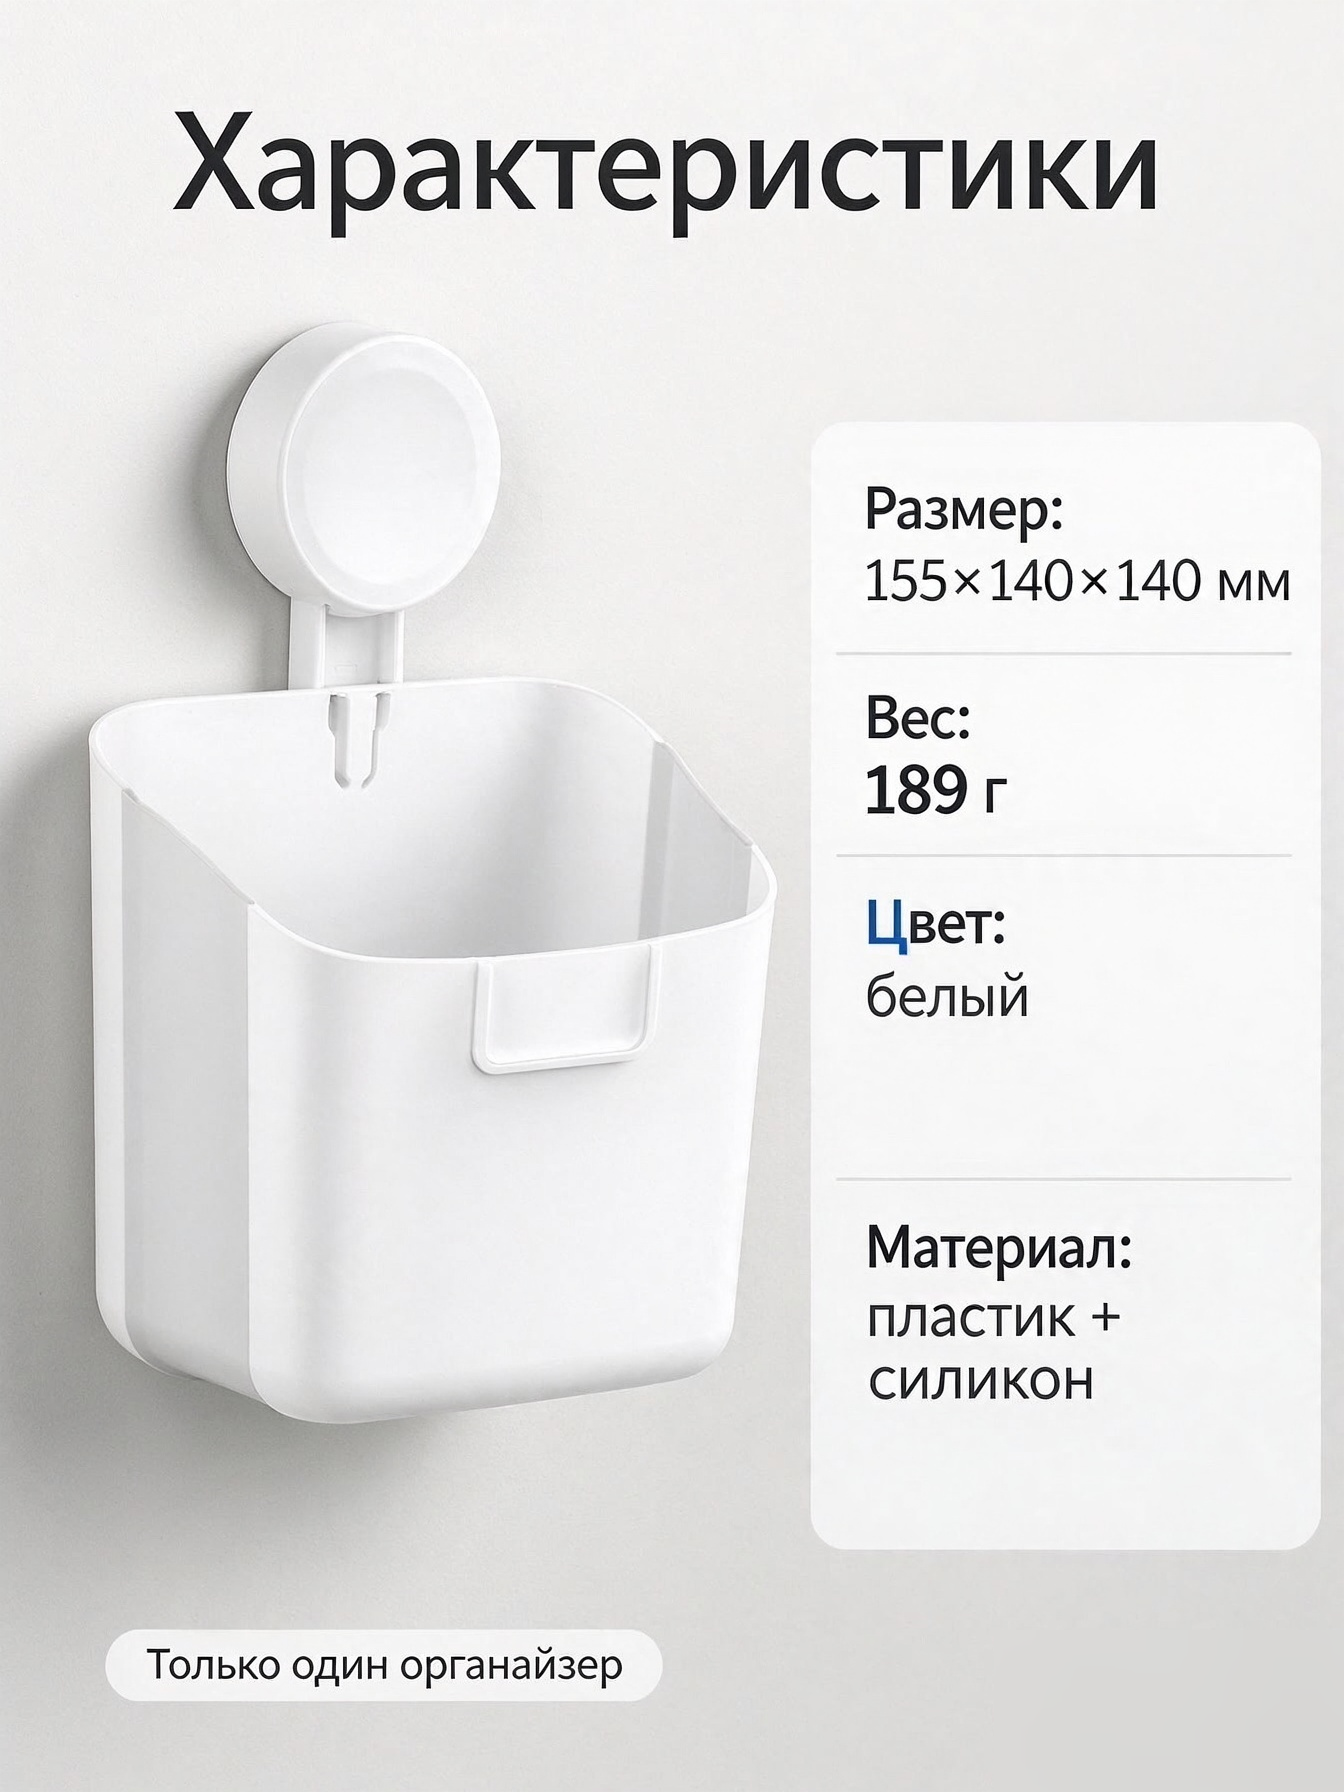 Характеристики
Размер:
155×140×140 мм
Вес:
189 г
Цвет:
белый
Материал:
пластик +
силикон
Только один органайзер